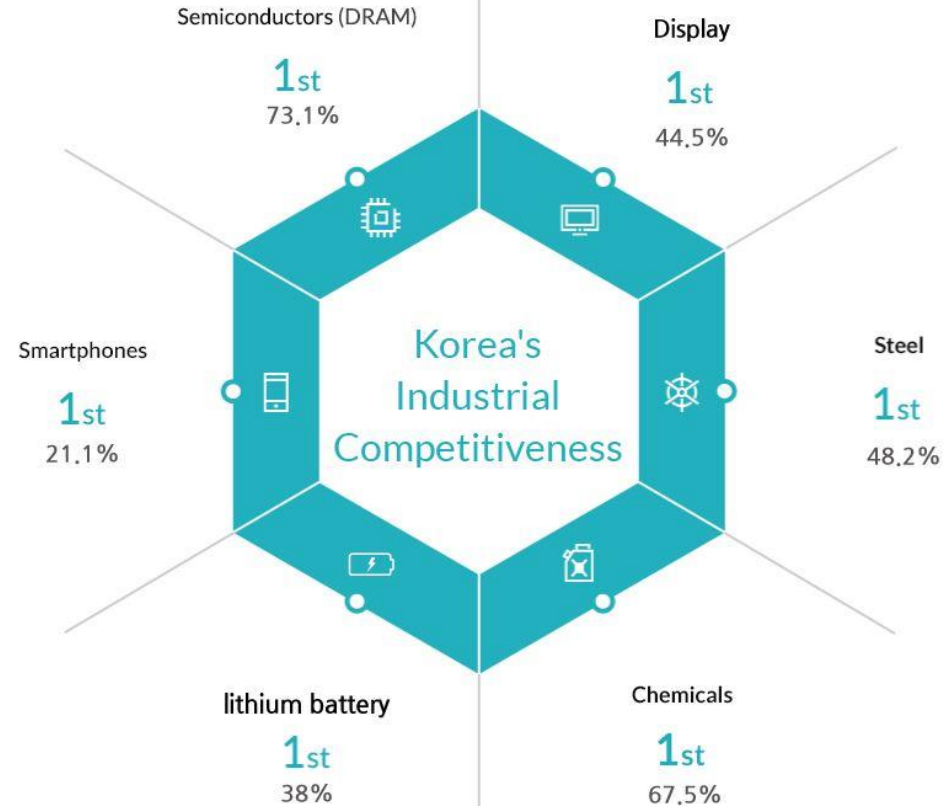 Semiconductors (DRAM)
1st
73.1%
Display
1st
44.5%
Smartphones
1st
21.1%
Korea's
Industrial
Competitiveness
Steel
1st
48.2%
lithium battery
1st
38%
Chemicals
1st
67.5%